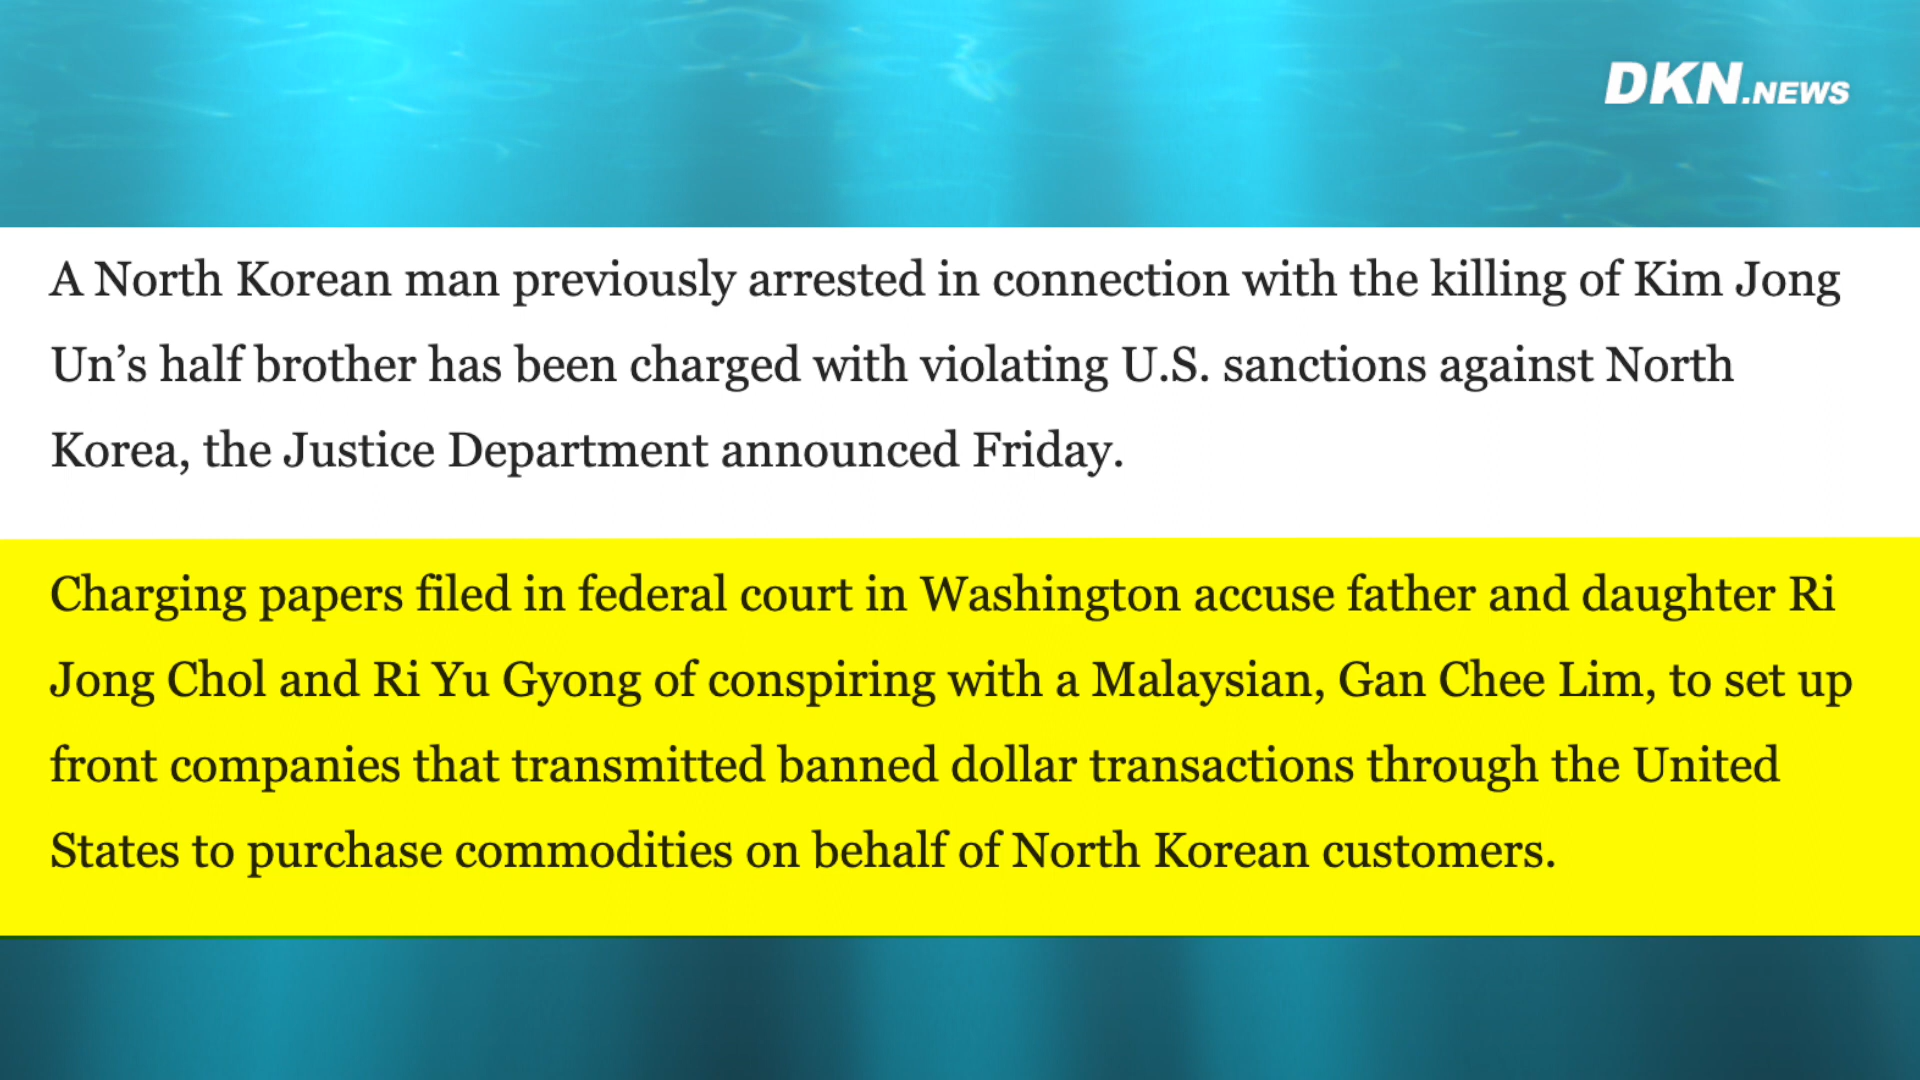 DKN.NEWS
A North Korean man previously arrested in connection with the killing of Kim Jong
Un’s half brother has been charged with violating U.S. sanctions against North
Korea, the Justice Department announced Friday.
Charging papers filed in federal court in Washington accuse father and daughter Ri
Jong Chol and Ri Yu Gyong of conspiring with a Malaysian, Gan Chee Lim, to set up
front companies that transmitted banned dollar transactions through the United
States to purchase commodities on behalf of North Korean customers.